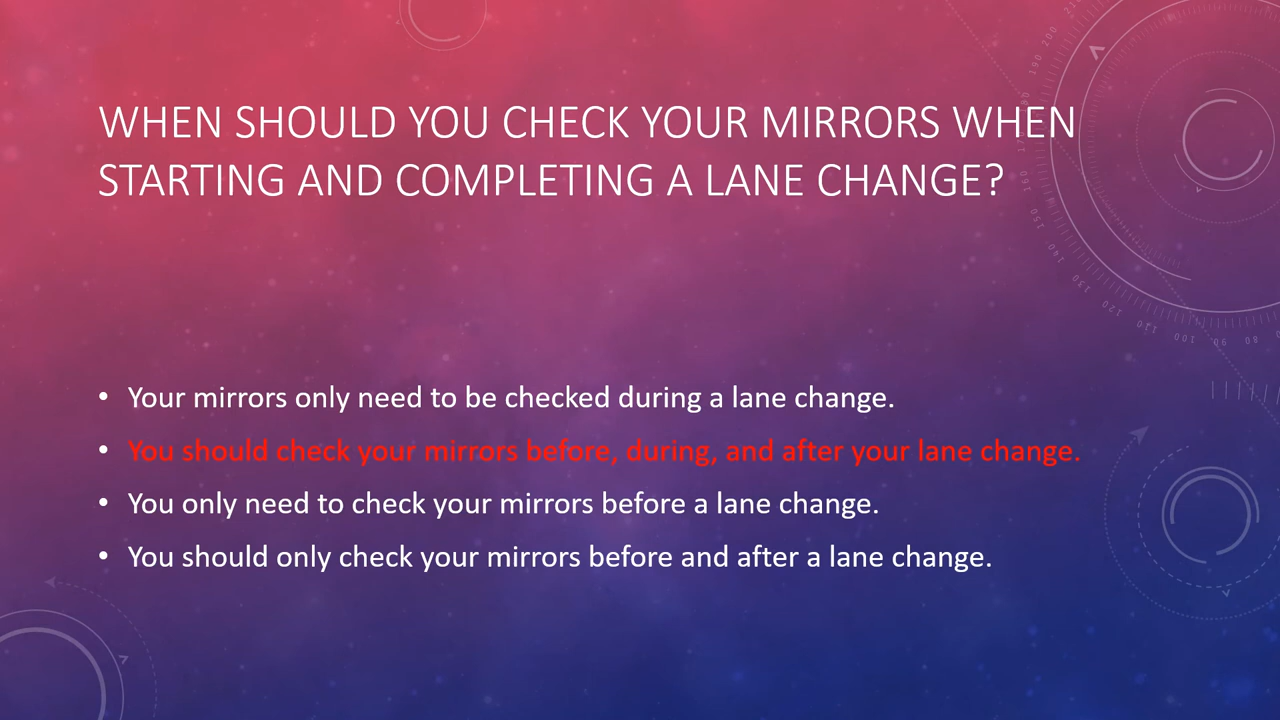 WHEN SHOULD YOU CHECK YOUR MIRRORS WHEN
STARTING AND COMPLETING A LANE CHANGE?
• Your mirrors only need to be checked during a lane change.
• You should check your mirrors before, during, and after your lane change.
• You only need to check your mirrors before a lane change.
• You should only check your mirrors before and after a lane change.